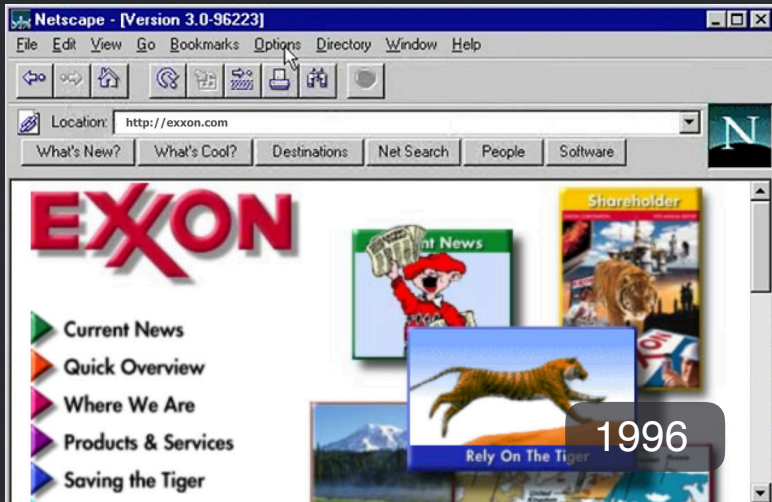 Netscape - [Version 3.0-96223]
File Edit View Go Bookmarks Options Directory Window Help
Location: http://exxon.com
N
What's New? What's Cool? Destinations Net Search People Software
EXXON
Shareholder
nt News
Current News
Quick Overview
Where We Are
Products & Services
Saving the Tiger
Rely On The Tiger
1996